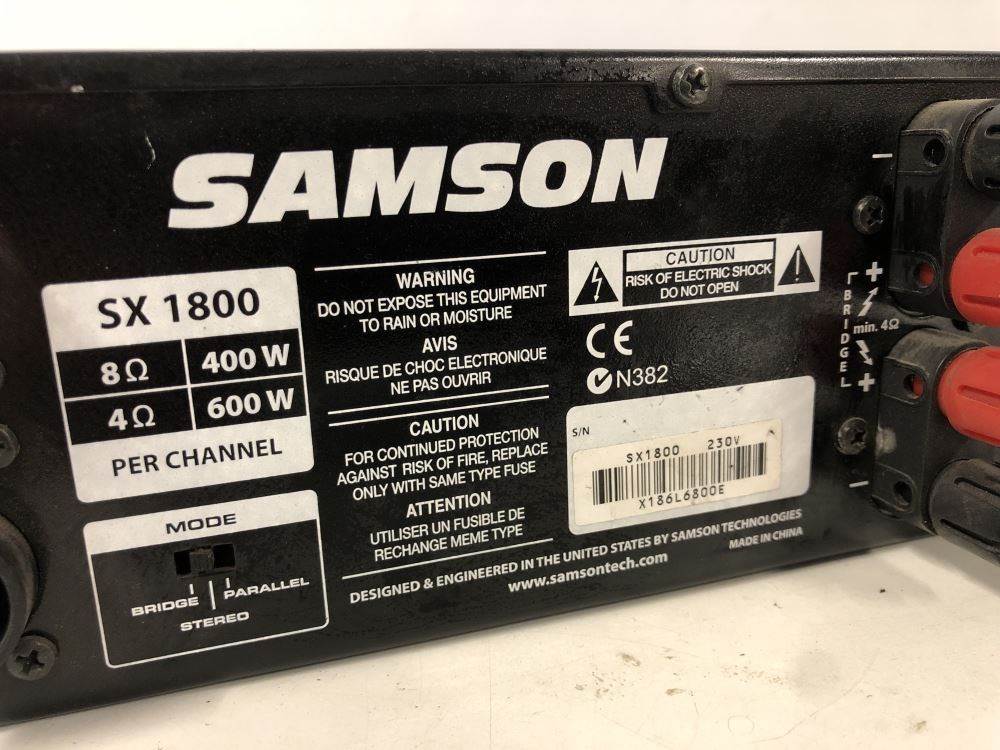 SAMSON
SX 1800
8Ω 400 W
4Ω 600 W
PER CHANNEL
MODE
BRIDGE PARALLEL
STEREO
WARNING
DO NOT EXPOSE THIS EQUIPMENT
TO RAIN OR MOISTURE
AVIS
RISQUE DE CHOC ELECTRONIQUE
NE PAS OUVRIR
CAUTION
FOR CONTINUED PROTECTION
AGAINST RISK OF FIRE, REPLACE
ONLY WITH SAME TYPE FUSE
ATTENTION
UTILISER UN FUSIBLE DE
RECHANGE MEME TYPE
CAUTION
RISK OF ELECTRIC SHOCK
DO NOT OPEN
CE
N382
S/N
SX1800 230V
X186L6800E
DESIGNED & ENGINEERED IN THE UNITED STATES BY SAMSON TECHNOLOGIES
www.samsontech.com
MADE IN CHINA
–
+
BRIDGE
min. 4Ω
+
–